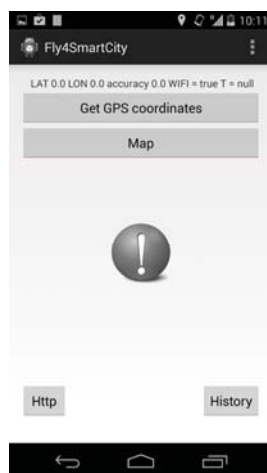 10:11
Fly4SmartCity
LAT 0.0 LON 0.0 accuracy 0.0 WIFI = true T = null
Get GPS coordinates
Map
Http
History